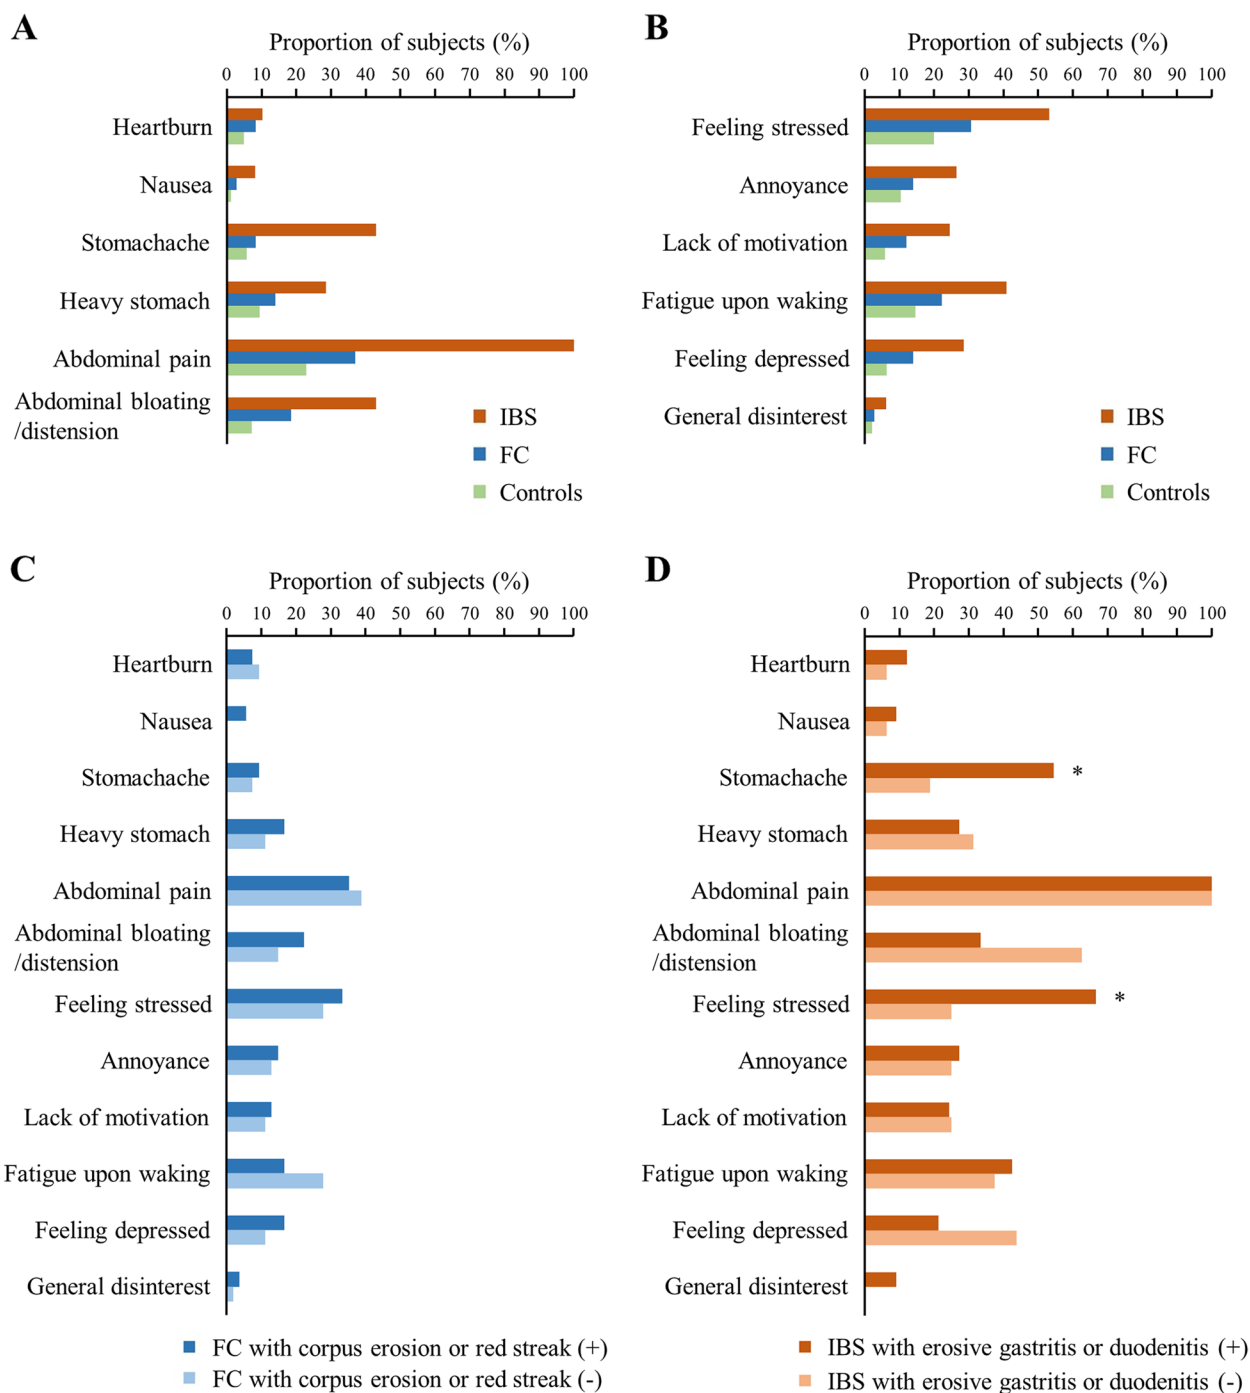 A
Proportion of subjects (%)
0 10 20 30 40 50 60 70 80 90 100
Heartburn
Nausea
Stomachache
Heavy stomach
Abdominal pain
Abdominal bloating
/distension
IBS
FC
Controls
B
Proportion of subjects (%)
0 10 20 30 40 50 60 70 80 90 100
Feeling stressed
Annoyance
Lack of motivation
Fatigue upon waking
Feeling depressed
General disinterest
IBS
FC
Controls
C
Proportion of subjects (%)
0 10 20 30 40 50 60 70 80 90 100
Heartburn
Nausea
Stomachache
Heavy stomach
Abdominal pain
Abdominal bloating
/distension
Feeling stressed
Annoyance
Lack of motivation
Fatigue upon waking
Feeling depressed
General disinterest
FC with corpus erosion or red streak (+)
FC with corpus erosion or red streak (-)
D
Proportion of subjects (%)
0 10 20 30 40 50 60 70 80 90 100
Heartburn
Nausea
Stomachache *
Heavy stomach
Abdominal pain
Abdominal bloating
/distension
Feeling stressed *
Annoyance
Lack of motivation
Fatigue upon waking
Feeling depressed
General disinterest
IBS with erosive gastritis or duodenitis (+)
IBS with erosive gastritis or duodenitis (-)